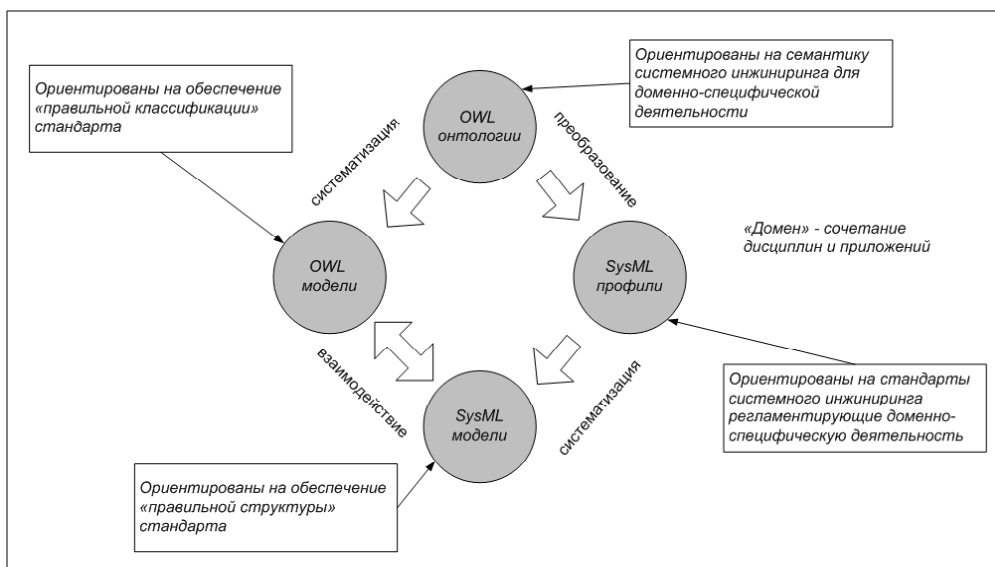 Ориентированы на семантику
системного инжиниринга для
доменно-специфической
деятельности
Ориентированы на обеспечение
«правильной классификации»
стандарта
OWL
онтологии
систематизация
преобразование
«Домен» - сочетание
дисциплин и приложений
OWL
модели
SysML
профили
взаимодействие
систематизация
SysML
модели
Ориентированы на стандарты
системного инжиниринга
регламентирующие доменно-
специфическую деятельность
Ориентированы на обеспечение
«правильной структуры»
стандарта